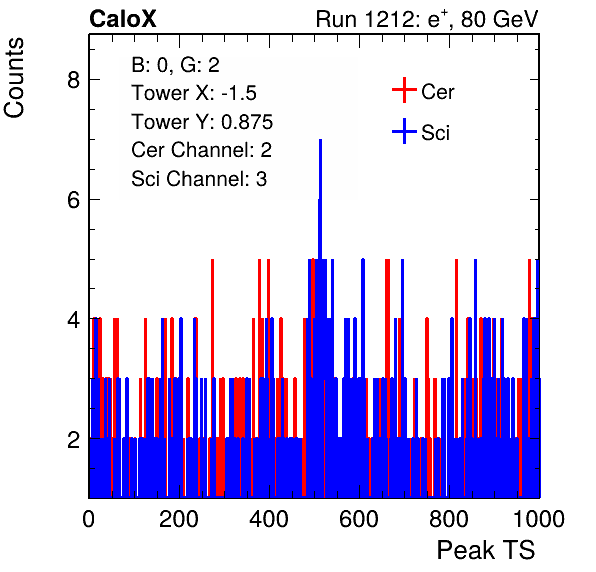 CaloX Run 1212: e+, 80 GeV
Counts
8
6
4
2
B: 0, G: 2
Tower X: -1.5
Tower Y: 0.875
Cer Channel: 2
Sci Channel: 3
Cer
Sci
0 200 400 600 800 1000
Peak TS